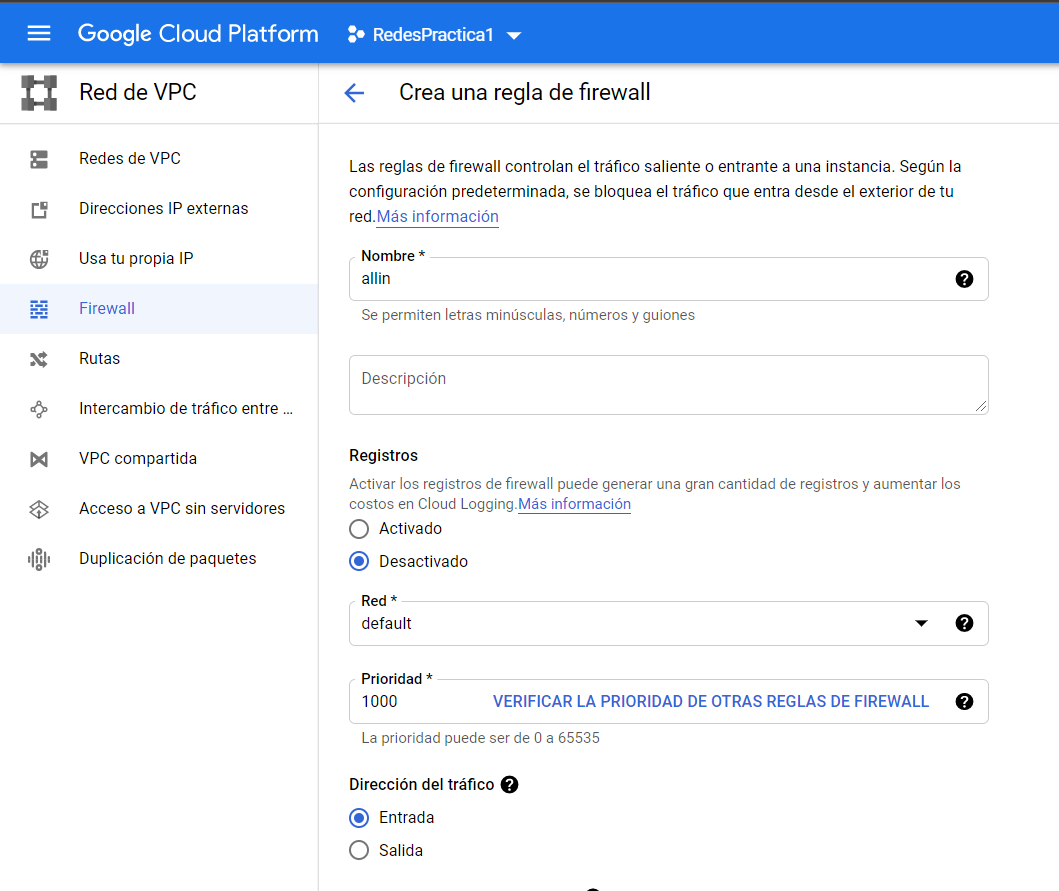 Google Cloud Platform
RedesPractica1
Red de VPC
Crea una regla de firewall
Redes de VPC
Direcciones IP externas
Usa tu propia IP
Firewall
Rutas
Intercambio de tráfico entre ...
VPC compartida
Acceso a VPC sin servidores
Duplicación de paquetes
Las reglas de firewall controlan el tráfico saliente o entrante a una instancia. Según la
configuración predeterminada, se bloquea el tráfico que entra desde el exterior de tu
red.Más información
Nombre *
allin
Se permiten letras minúsculas, números y guiones
Descripción
Registros
Activar los registros de firewall puede generar una gran cantidad de registros y aumentar los
costos en Cloud Logging.Más información
Activado
Desactivado
Red *
default
Prioridad *
1000 VERIFICAR LA PRIORIDAD DE OTRAS REGLAS DE FIREWALL
La prioridad puede ser de 0 a 65535
Dirección del tráfico
Entrada
Salida